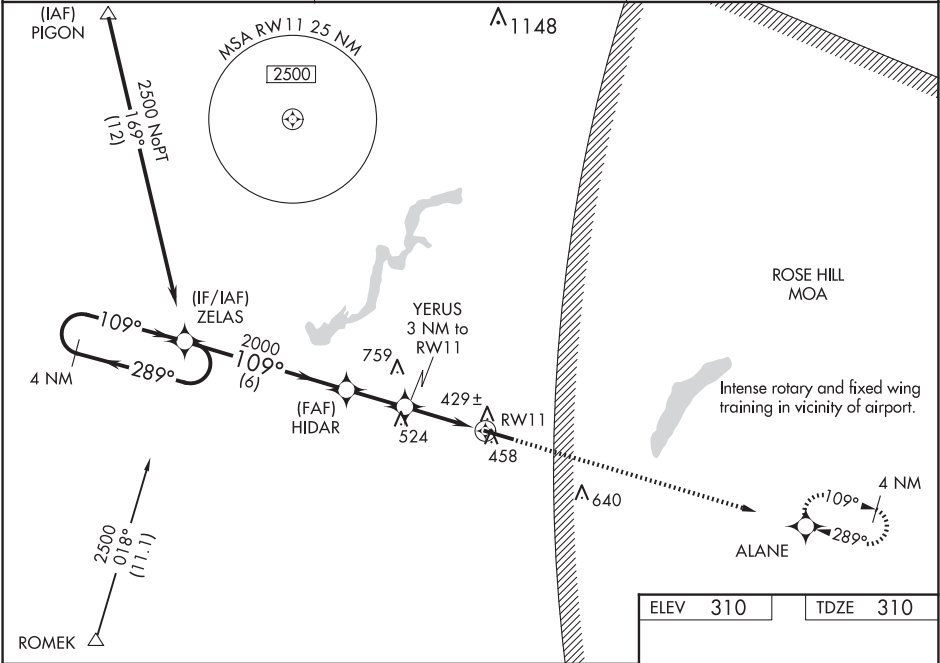 (IAF)
PIGON
2500 NoPT
169°
(12)
MSA RW11 25 NM
2500
1148
(IF/IAF)
ZELAS
109°
289°
4 NM
2000
109°
(6)
(FAF)
HIDAR
YERUS
3 NM to
RW11
759
524
429±
RW11
458
640
ROSE HILL
MOA
Intense rotary and fixed wing
training in vicinity of airport.
4 NM
109°
289°
ALANE
2500
018°
(11.1)
ROMEK
ELEV 310
TDZE 310